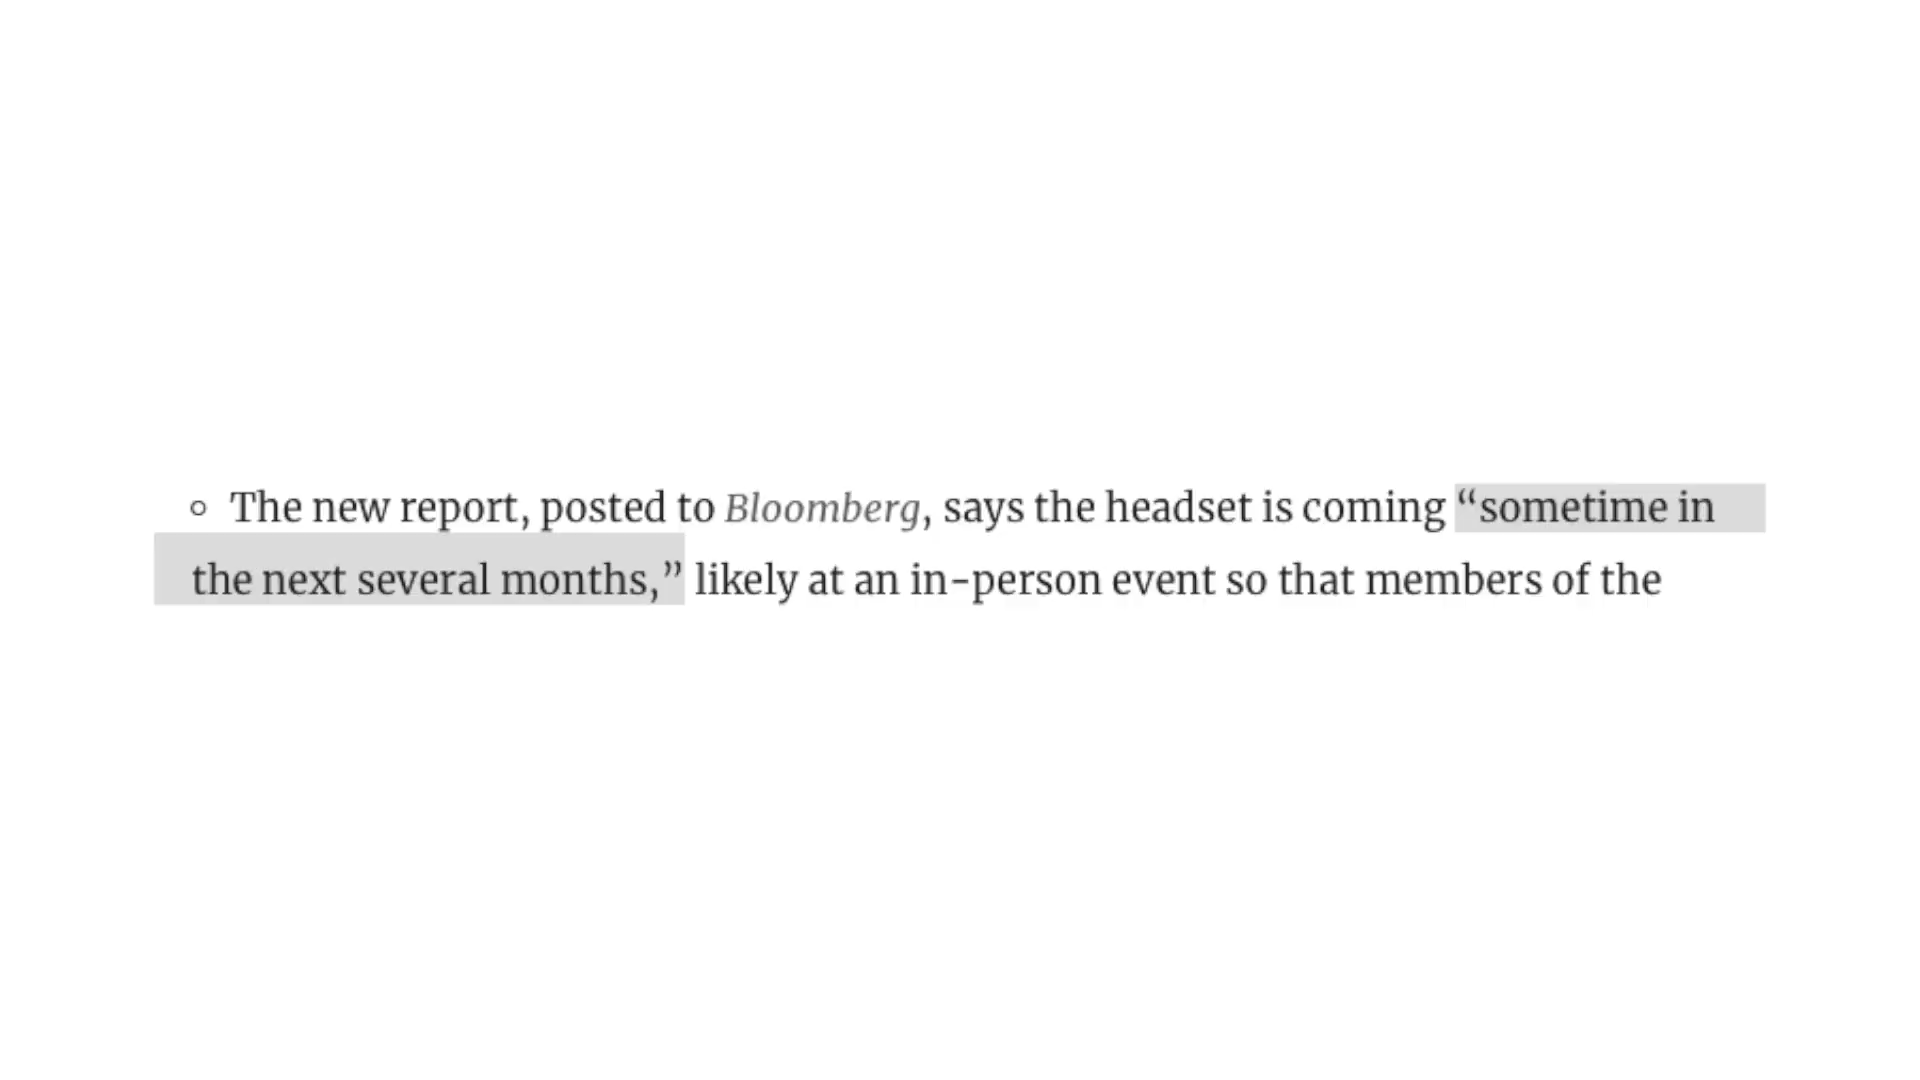 ◦ The new report, posted to Bloomberg, says the headset is coming “sometime in
the next several months,” likely at an in-person event so that members of the